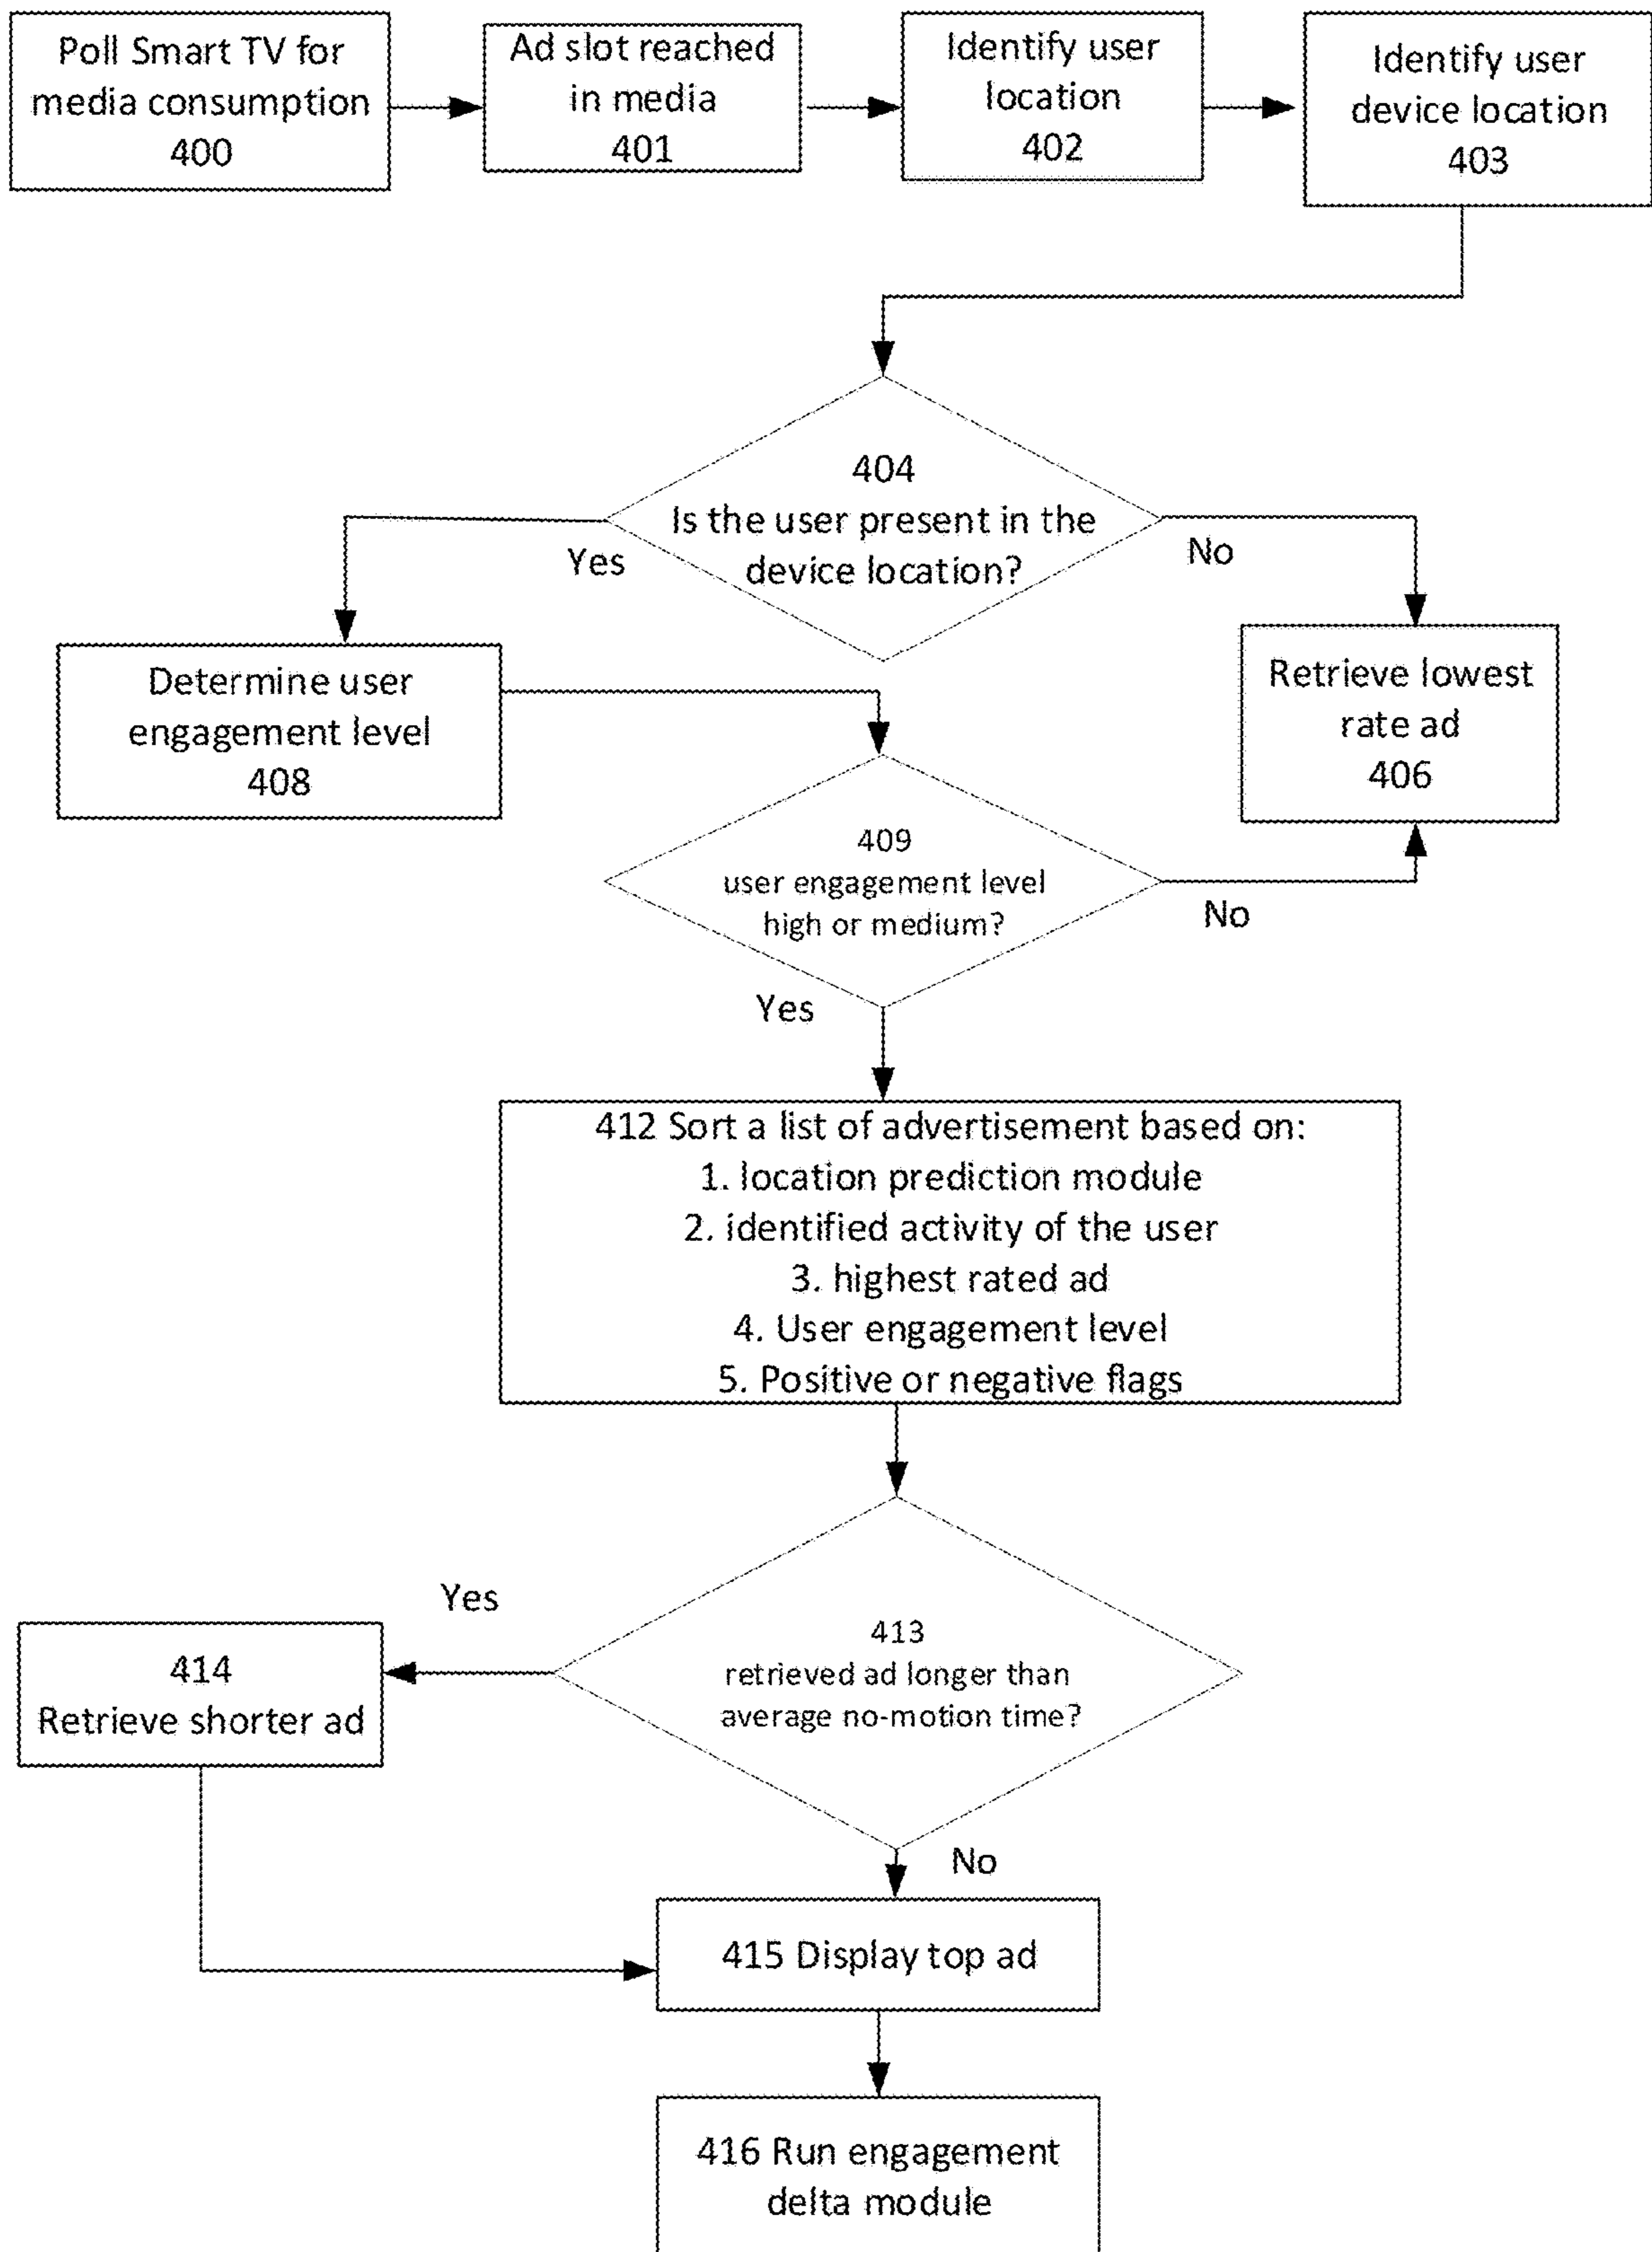 Poll Smart TV for
media consumption
400
Ad slot reached
in media
401
Identify user
location
402
Identify user
device location
403
404
Is the user present in the
device location?
Yes
No
Determine user
engagement level
408
Retrieve lowest
rate ad
406
409
user engagement level
high or medium?
No
Yes
412 Sort a list of advertisement based on:
1. location prediction module
2. identified activity of the user
3. highest rated ad
4. User engagement level
5. Positive or negative flags
Yes
413
retrieved ad longer than
average no-motion time?
414
Retrieve shorter ad
No
415 Display top ad
416 Run engagement
delta module